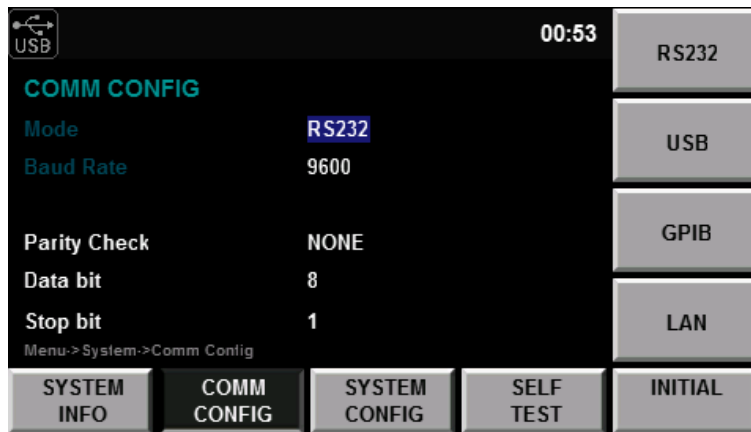 USB
00:53
COMM CONFIG
Mode RS232
Baud Rate 9600
Parity Check NONE
Data bit 8
Stop bit 1
Menu->System->Comm Config
RS232
USB
GPIB
LAN
SYSTEM INFO
COMM CONFIG
SYSTEM CONFIG
SELF TEST
INITIAL